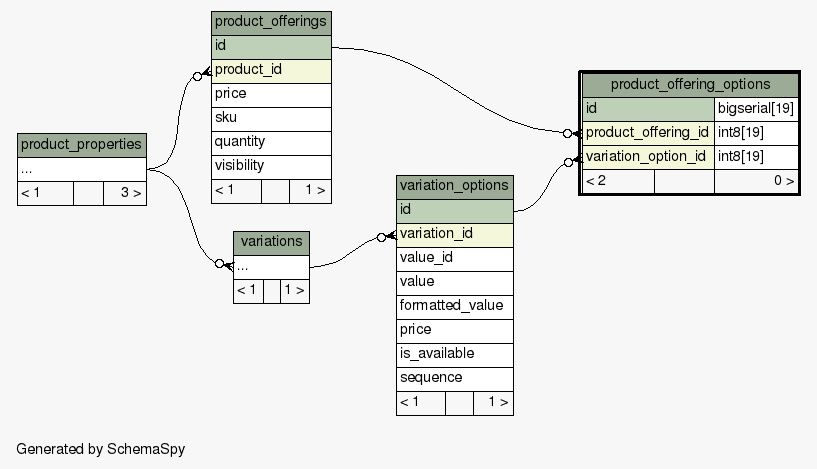 product_offerings
id
product_id
price
sku
quantity
visibility
< 1 1 >
product_offering_options
id bigserial[19]
product_offering_id int8[19]
variation_option_id int8[19]
< 2 0 >
product_properties
...
< 1 3 >
variation_options
id
variation_id
value_id
value
formatted_value
price
is_available
sequence
< 1 1 >
variations
...
< 1 1 >
Generated by SchemaSpy